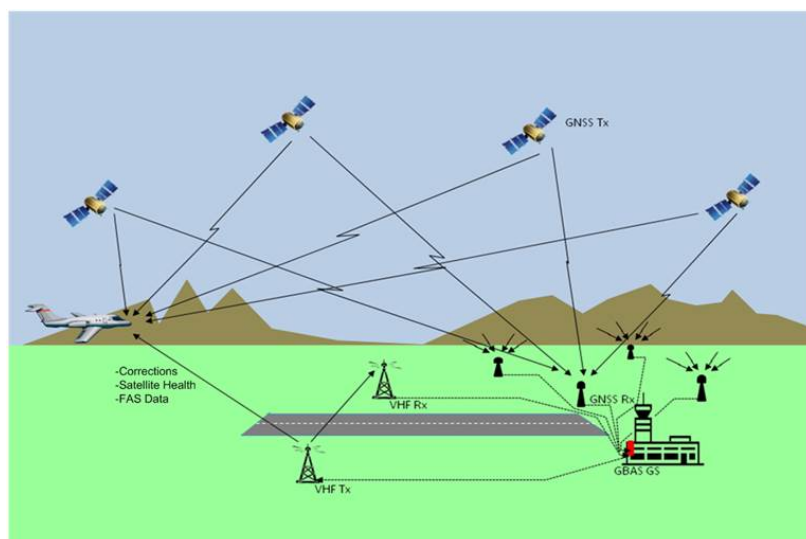 GNSS Tx
-Corrections
-Satellite Health
-FAS Data
VHF Rx
GNSS Rx
GBAS GS
VHF Tx